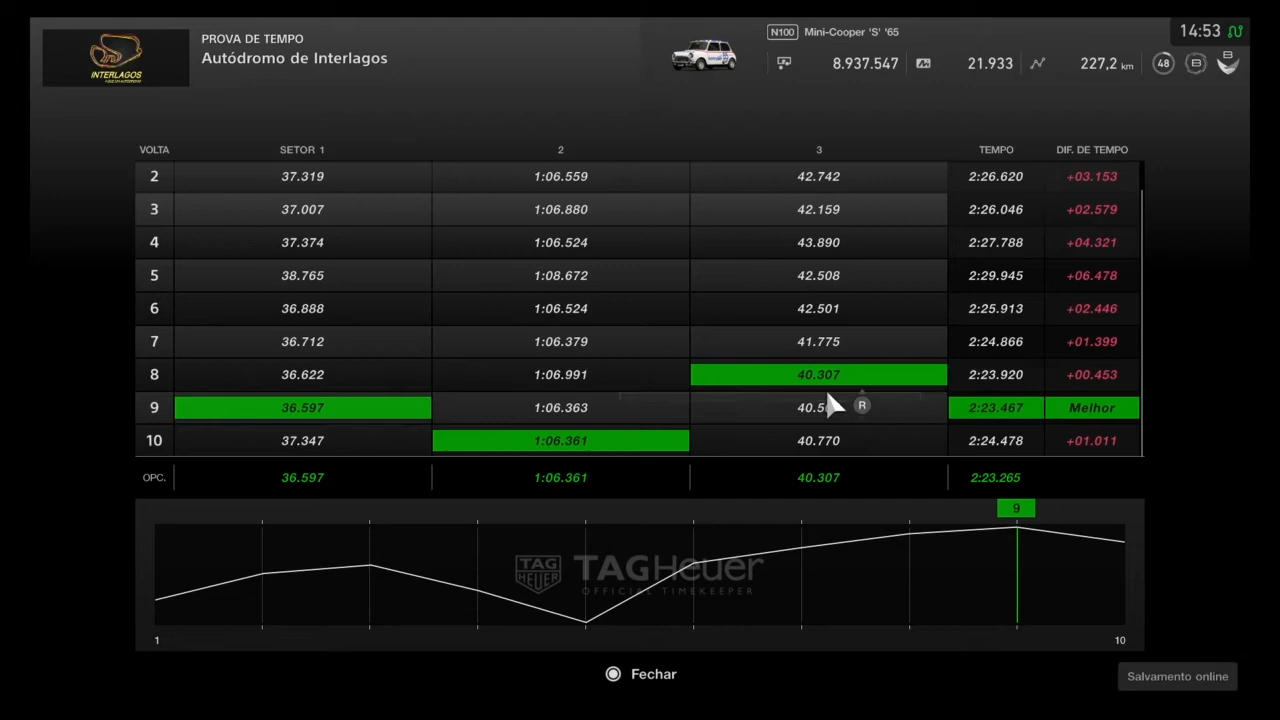 INTERLAGOS
PROVA DE TEMPO
Autódromo de Interlagos
N100 Mini-Cooper 'S' '65
8.937.547 21.933 227,2 km 48 B B
14:53
VOLTA SETOR 1 2 3 TEMPO DIF. DE TEMPO
2 37.319 1:06.559 42.742 2:26.620 +03.153
3 37.007 1:06.880 42.159 2:26.046 +02.579
4 37.374 1:06.524 43.890 2:27.788 +04.321
5 38.765 1:08.672 42.508 2:29.945 +06.478
6 36.888 1:06.524 42.501 2:25.913 +02.446
7 36.712 1:06.379 41.775 2:24.866 +01.399
8 36.622 1:06.991 40.307 2:23.920 +00.453
9 36.597 1:06.363 2:23.467 Melhor
R
10 37.347 1:06.361 40.770 2:24.478 +01.011
OPC. 36.597 1:06.361 40.307 2:23.265
9
TAG HEUER TAGHeuer
OFFICIAL TIMEKEEPER
1 10
Fechar
Salvamento online